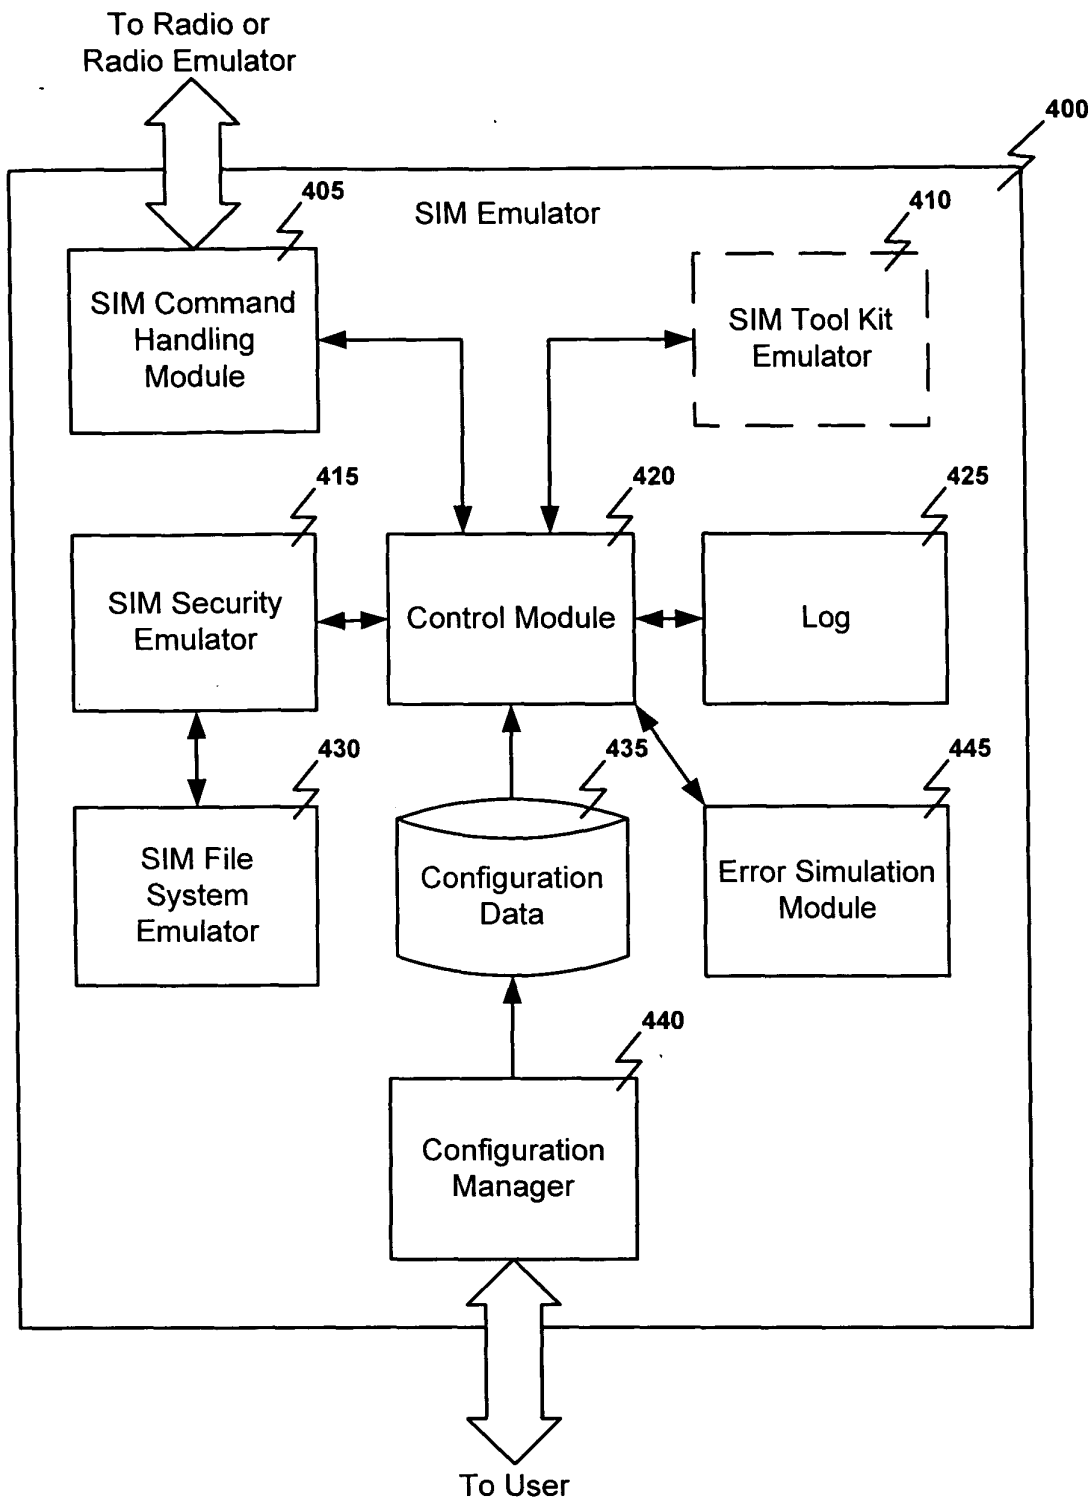 To Radio or
Radio Emulator
400
405
SIM Emulator
410
SIM Command
Handling
Module
SIM Tool Kit
Emulator
415
420
425
SIM Security
Emulator
Control Module
Log
430
435
445
SIM File
System
Emulator
Configuration
Data
Error Simulation
Module
440
Configuration
Manager
To User